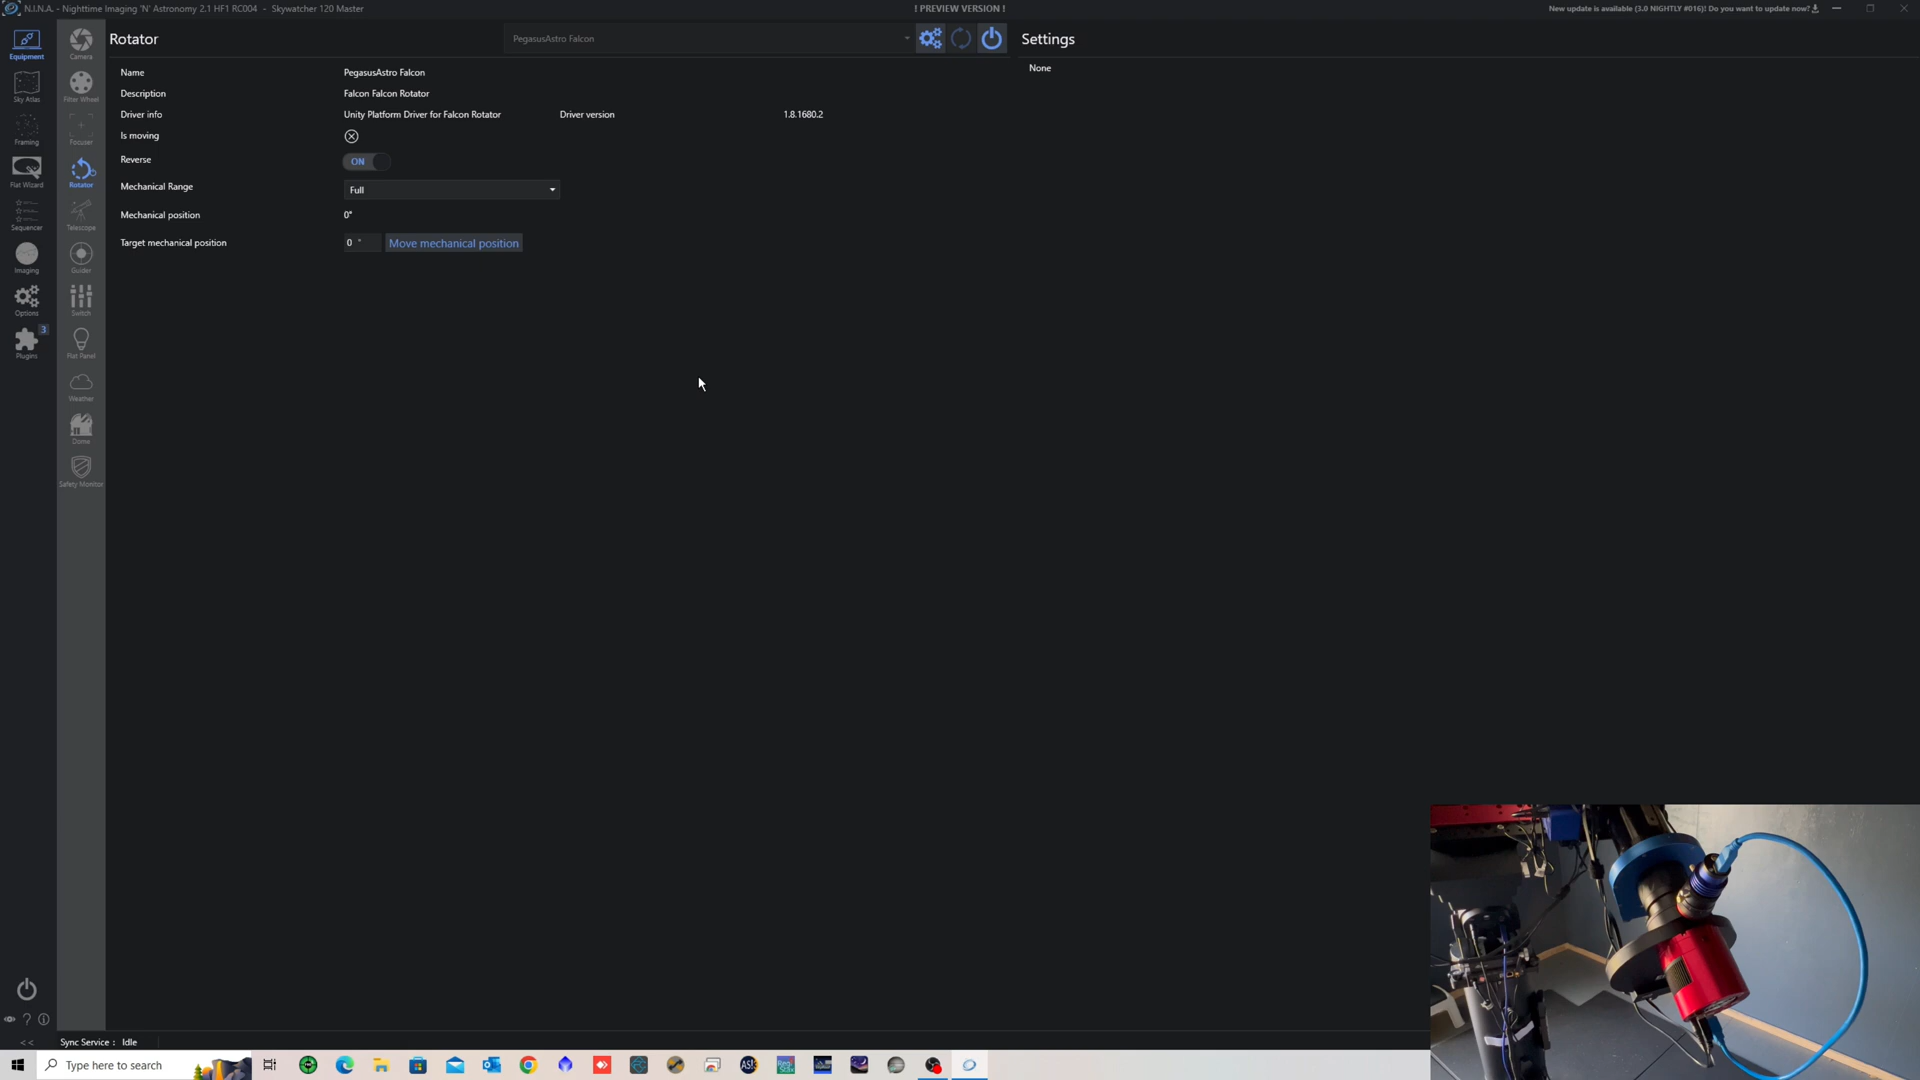 N.I.N.A. - Nighttime Imaging 'N' Astronomy 2.1 HF1 RC004 - Skywatcher 120 Master
! PREVIEW VERSION !
New update is available (3.0 NIGHTLY #016)! Do you want to update now?
Equipment
Sky Atlas
Framing
Flat Wizard
Sequencer
Imaging
Options
3
Plugins
Camera
Filter Wheel
Focuser
Rotator
Telescope
Guider
Switch
Flat Panel
Weather
Dome
Safety Monitor
Rotator
PegasusAstro Falcon
Settings
None
Name PegasusAstro Falcon
Description Falcon Falcon Rotator
Driver info Unity Platform Driver for Falcon Rotator Driver version 1.8.1680.2
Is moving
Reverse ON
Mechanical Range Full
Mechanical position 0°
Target mechanical position 0 ° Move mechanical position
<< Sync Service : Idle
Type here to search